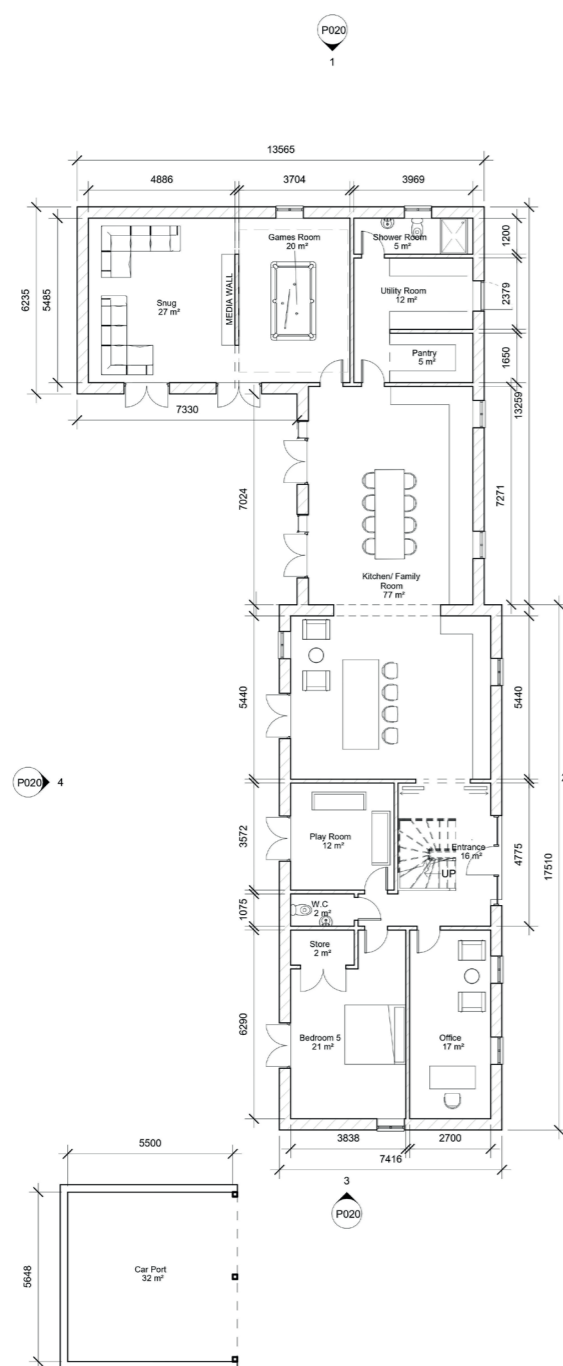 P020
1
13565
4886
3704
3969
6235
5485
Games Room
20 m²
Shower Room
5 m²
1200
Snug
27 m²
MEDIA WALL
Utility Room
12 m²
2379
Pantry
5 m²
1650
7330
13259
7024
7271
Kitchen/ Family
Room
77 m²
5440
5440
P020
4
3572
Play Room
12 m²
Entrance
16 m²
UP
4775
17510
1075
W.C
2 m²
Store
2 m²
6290
Bedroom 5
21 m²
Office
17 m²
3838
2700
7416
3
P020
5500
5648
Car Port
32 m²